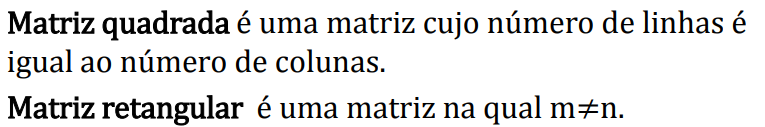 Matriz quadrada é uma matriz cujo número de linhas é
igual ao número de colunas.
Matriz retangular é uma matriz na qual m≠n.